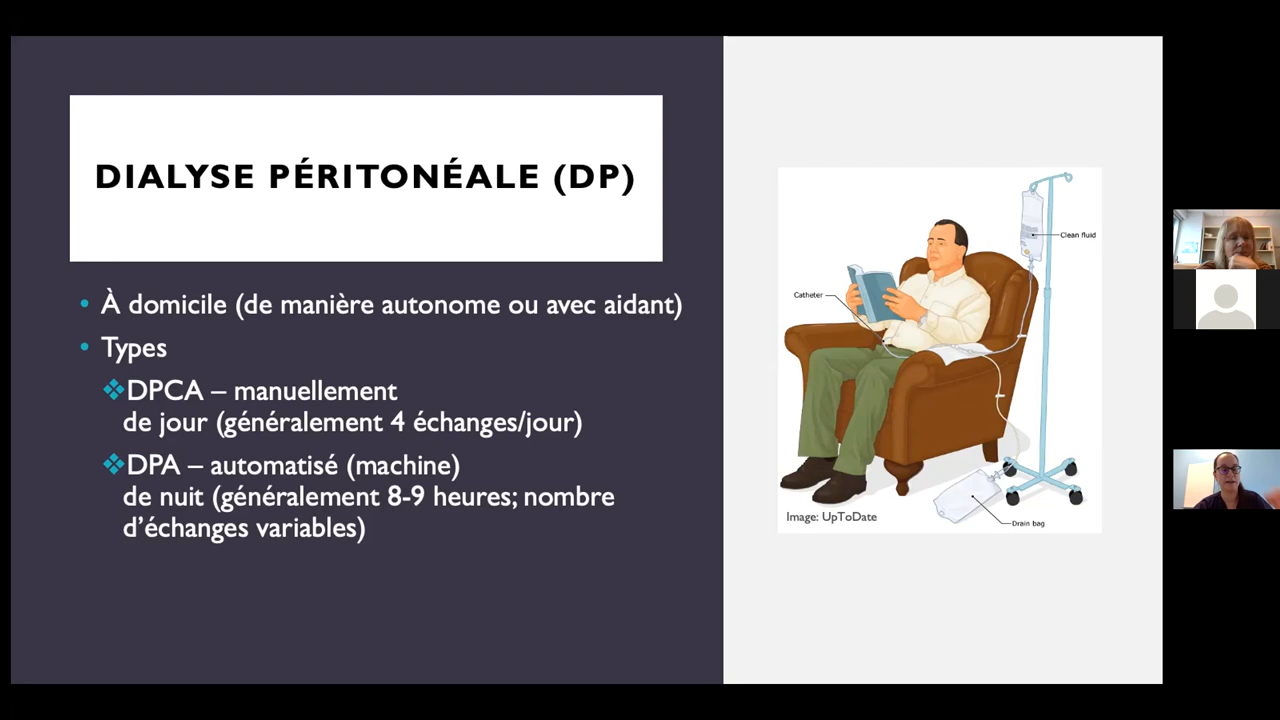 DIALYSE PÉRITONÉALE (DP)
• À domicile (de manière autonome ou avec aidant)
• Types
❖DPCA – manuellement
de jour (généralement 4 échanges/jour)
❖DPA – automatisé (machine)
de nuit (généralement 8-9 heures; nombre
d’échanges variables)
Clean fluid
Catheter
Image: UpToDate
Drain bag